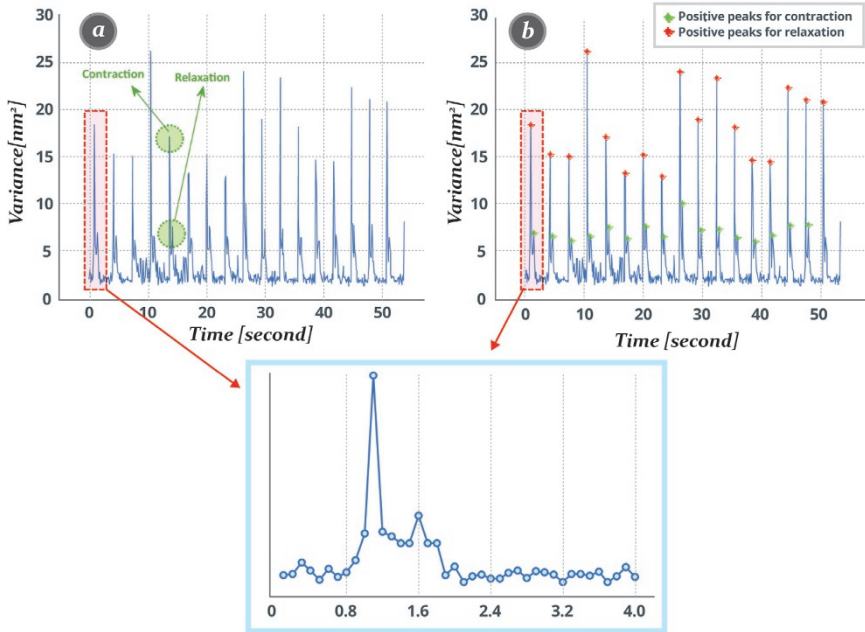 a
Variance[nm²]
30
25
20
15
10
5
0
Contraction
Relaxation
0 10 20 30 40 50
Time [second]
b
Positive peaks for contraction
Positive peaks for relaxation
Variance[nm²]
30
25
20
15
10
5
0
0 10 20 30 40 50
Time [second]
0 0.8 1.6 2.4 3.2 4.0